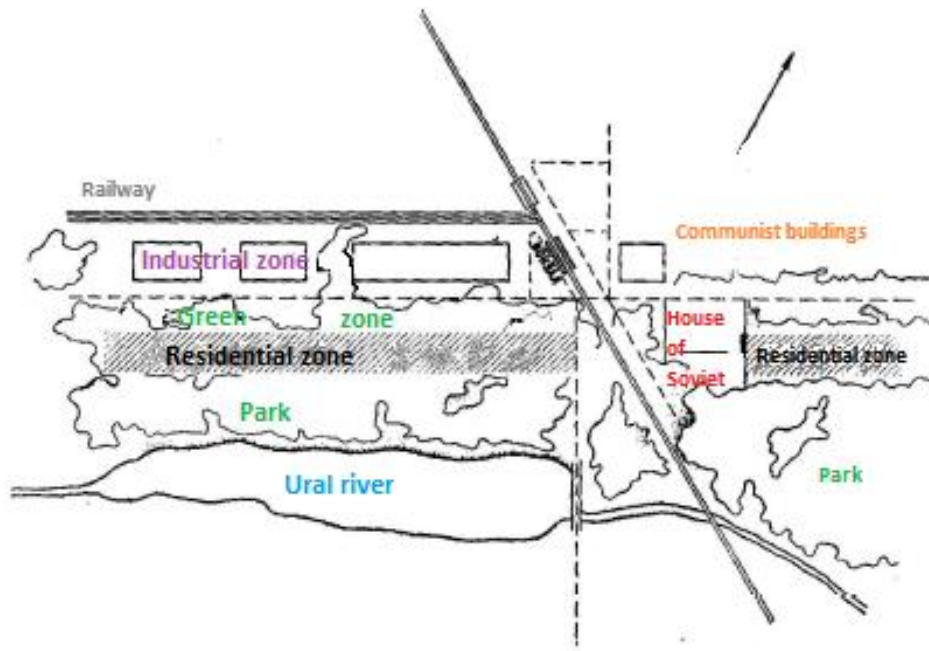 Railway
Communist buildings
Industrial zone
Green zone
House
of
Soviet
Residential zone
Residential zone
Park
Park
Ural river